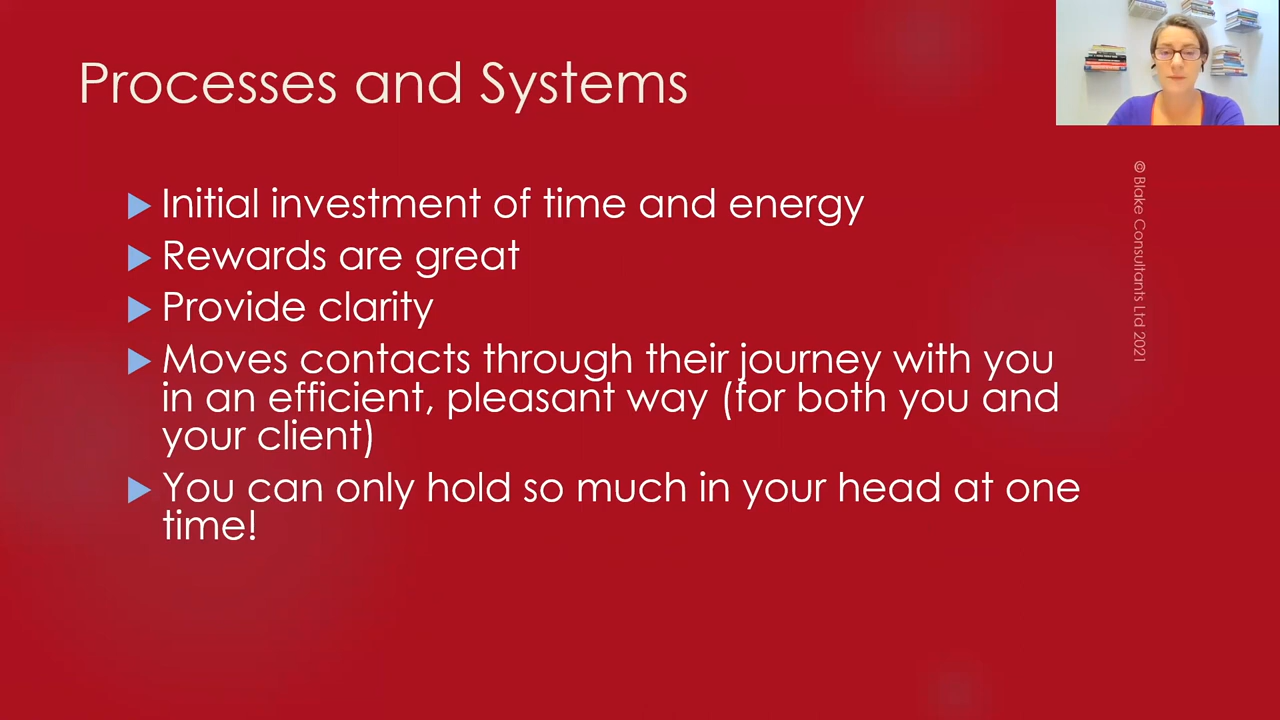 Processes and Systems
Initial investment of time and energy
Rewards are great
Provide clarity
Moves contacts through their journey with you
in an efficient, pleasant way (for both you and
your client)
You can only hold so much in your head at one
time!
© Blake Consultants Ltd 2021